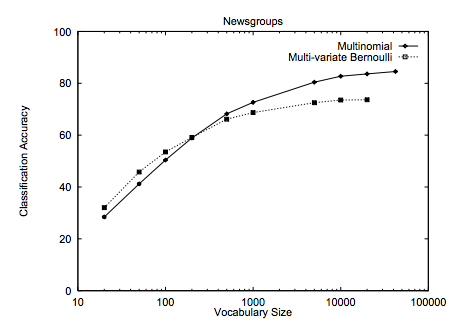 Newsgroups
100
Multinomial
Multi-variate Bernoulli
80
60
Classification Accuracy
40
20
0
10 100 1000 10000 100000
Vocabulary Size